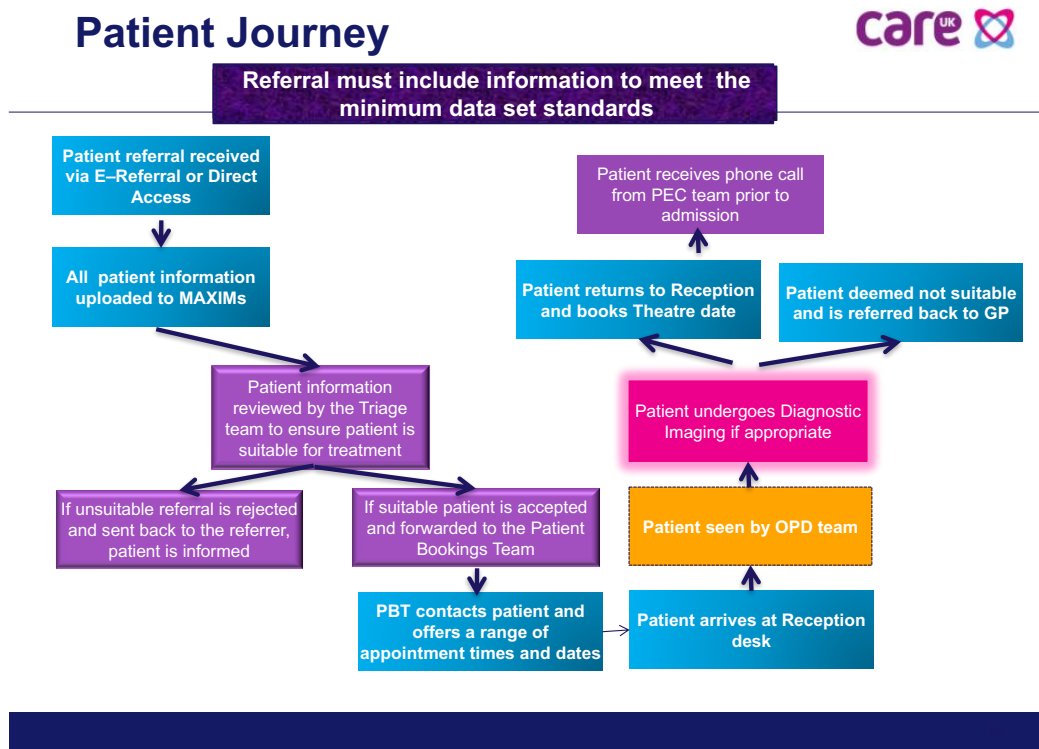 Patient Journey
care UK
Referral must include information to meet the
minimum data set standards
Patient referral received
via E–Referral or Direct
Access
All patient information
uploaded to MAXIMs
Patient information
reviewed by the Triage
team to ensure patient is
suitable for treatment
If unsuitable referral is rejected
and sent back to the referrer,
patient is informed
If suitable patient is accepted
and forwarded to the Patient
Bookings Team
PBT contacts patient and
offers a range of
appointment times and dates
Patient arrives at Reception
desk
Patient seen by OPD team
Patient undergoes Diagnostic
Imaging if appropriate
Patient returns to Reception
and books Theatre date
Patient deemed not suitable
and is referred back to GP
Patient receives phone call
from PEC team prior to
admission